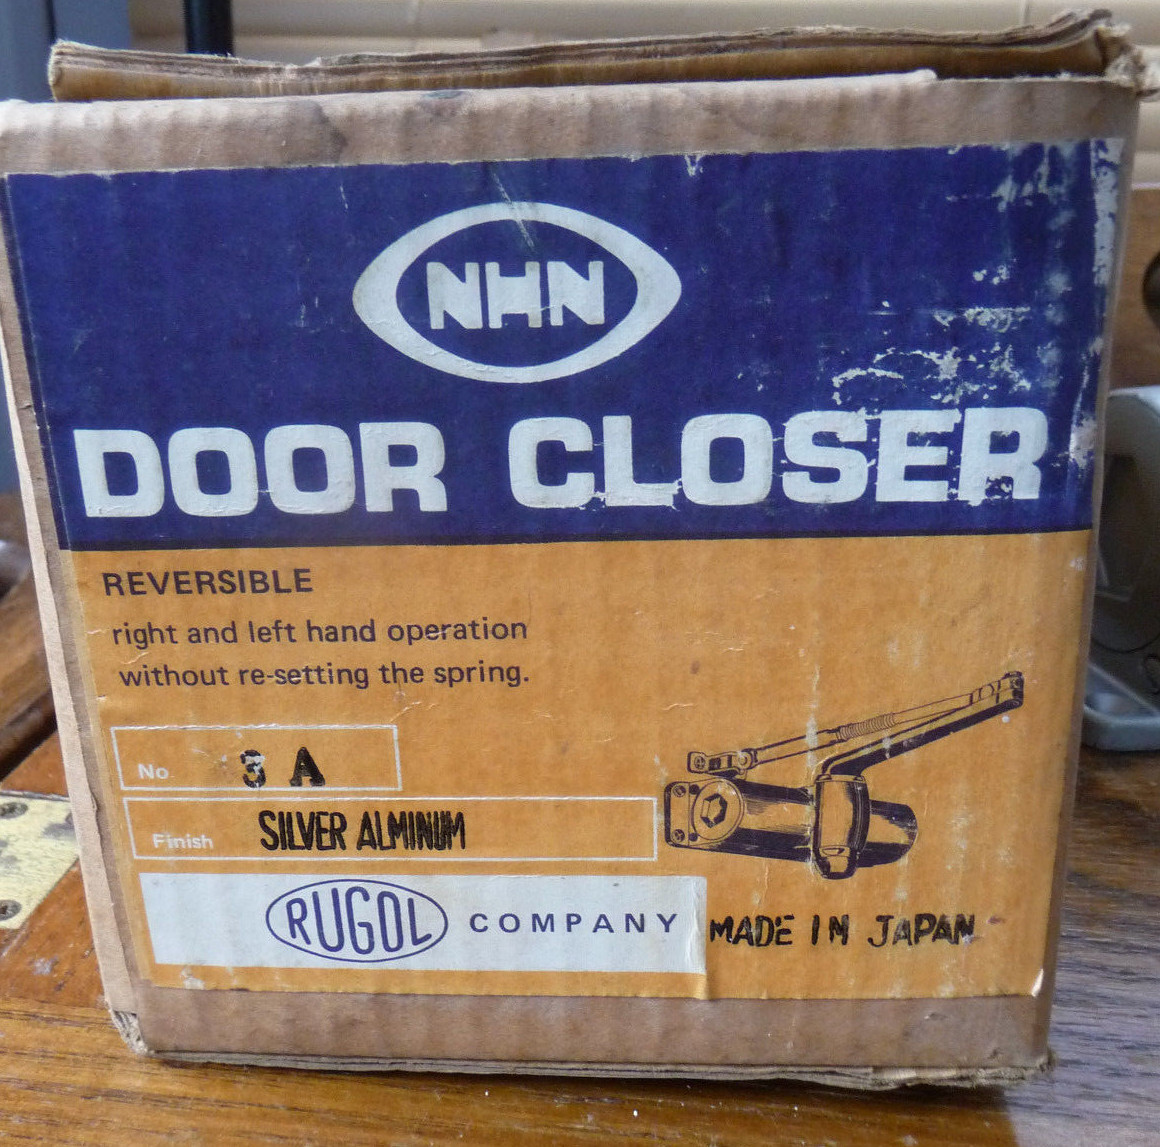 NHN
DOOR CLOSER
REVERSIBLE
right and left hand operation
without re-setting the spring.
No. 3 A
Finish SILVER ALMINUM
RUGOL COMPANY MADE IN JAPAN